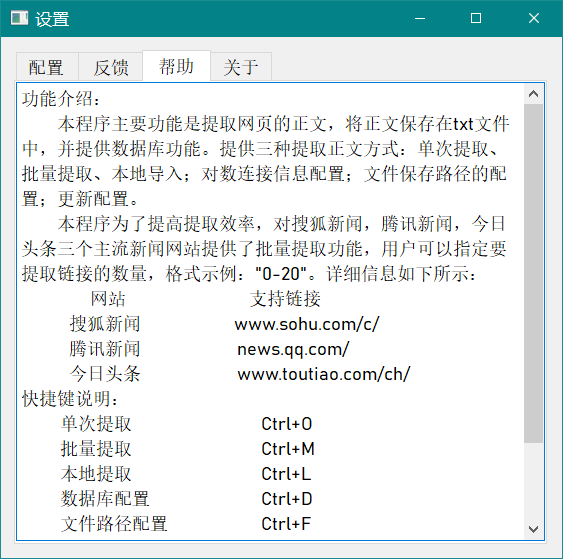 设置
配置 反馈 帮助 关于
功能介绍：
本程序主要功能是提取网页的正文，将正文保存在txt文件
中，并提供数据库功能。提供三种提取正文方式：单次提取、
批量提取、本地导入；对数连接信息配置；文件保存路径的配
置；更新配置。
本程序为了提高提取效率，对搜狐新闻，腾讯新闻，今日
头条三个主流新闻网站提供了批量提取功能，用户可以指定要
提取链接的数量，格式示例："0-20"。详细信息如下所示：
网站 支持链接
搜狐新闻 www.sohu.com/c/
腾讯新闻 news.qq.com/
今日头条 www.toutiao.com/ch/
快捷键说明：
单次提取 Ctrl+O
批量提取 Ctrl+M
本地提取 Ctrl+L
数据库配置 Ctrl+D
文件路径配置 Ctrl+F